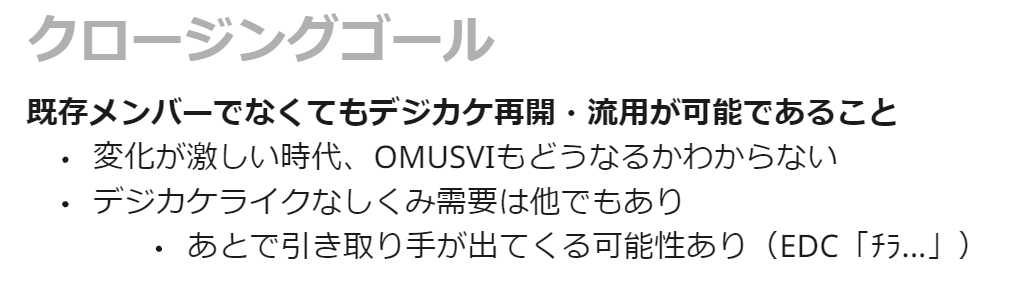 クロージングゴール
既存メンバーでなくてもデジカケ再開・流用が可能であること
• 変化が激しい時代、OMUSVIもどうなるかわからない
• デジカケライクなしくみ需要は他でもあり
• あとで引き取り手が出てくる可能性あり（EDC「ﾁﾗ…」）